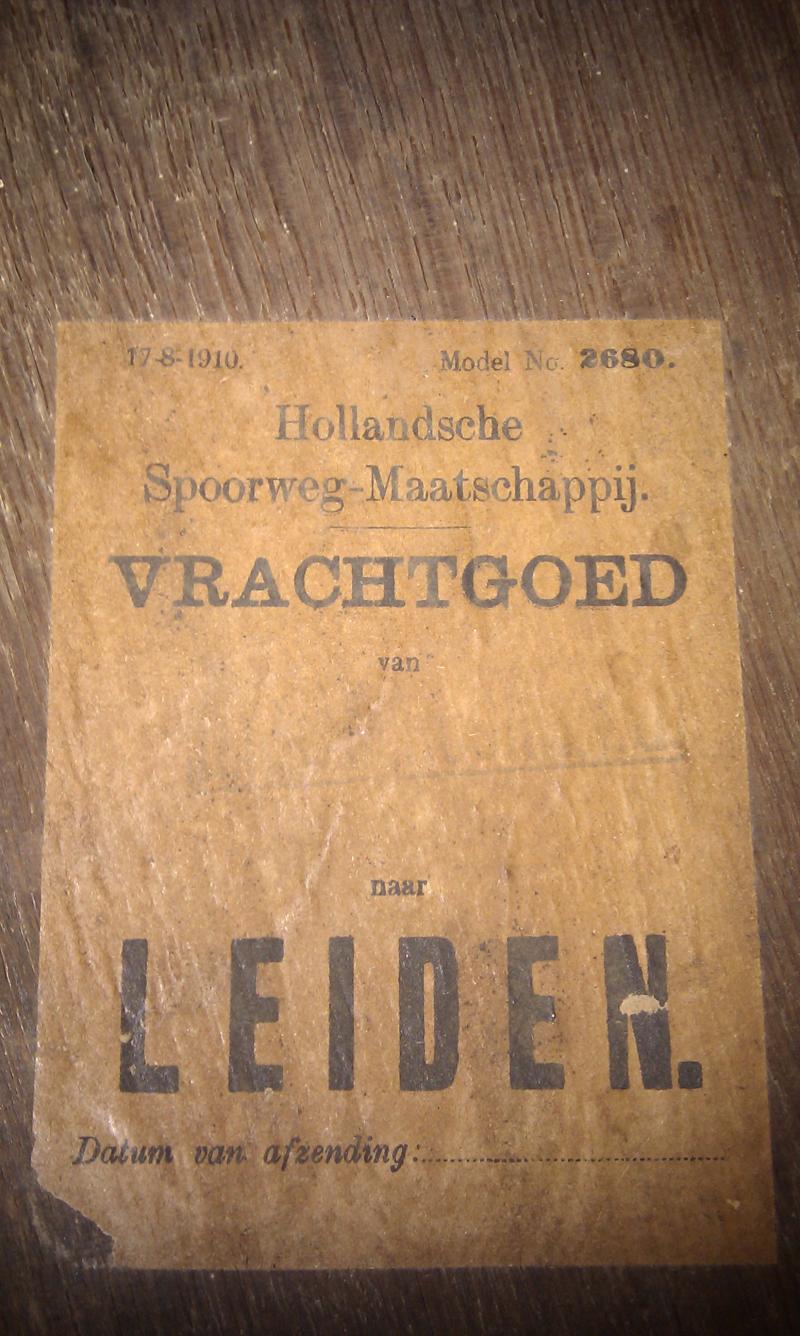 17-8-1910. Model No. 2680.
Hollandsche
Spoorweg-Maatschappij.
VRACHTGOED
van
naar
LEIDEN.
Datum van afzending: